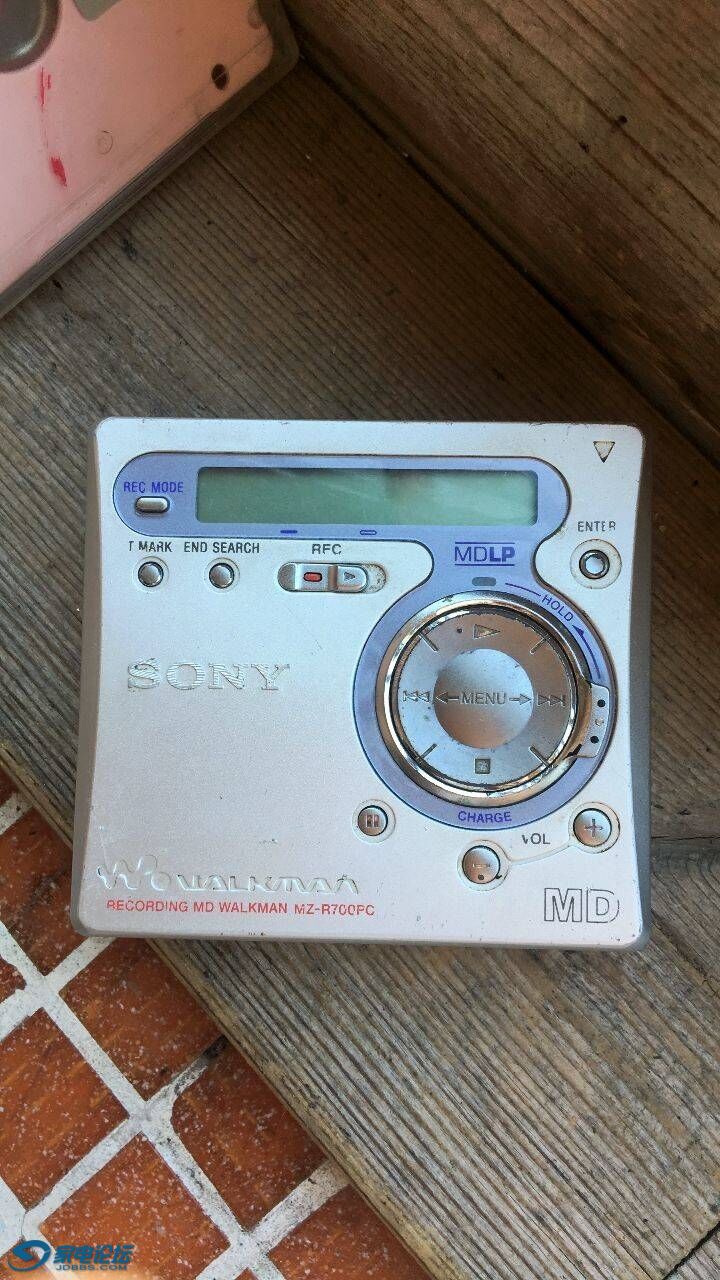 REC MODE
ENTER
T MARK END SEARCH REC
MDLP
HOLD
SONY
MENU
CHARGE
VOL
WALKMAN
RECORDING MD WALKMAN MZ-R700PC
MD
家电论坛
JDBBS.COM